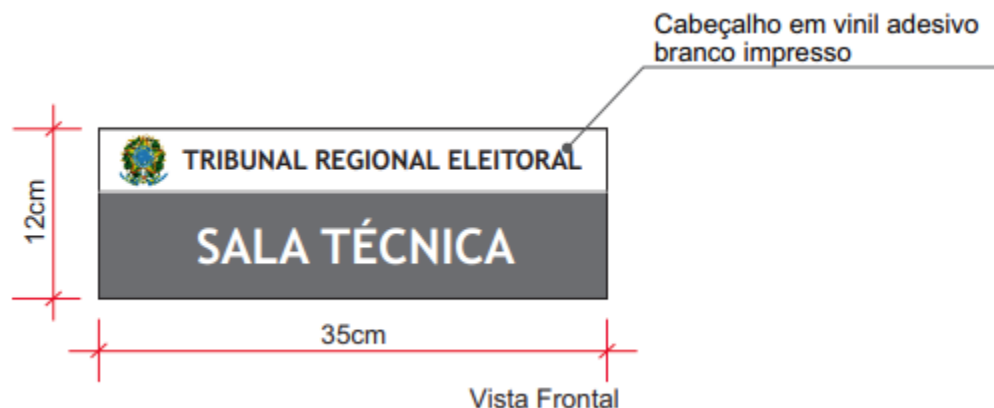 Cabeçalho em vinil adesivo
branco impresso
TRIBUNAL REGIONAL ELEITORAL
12cm
SALA TÉCNICA
35cm
Vista Frontal